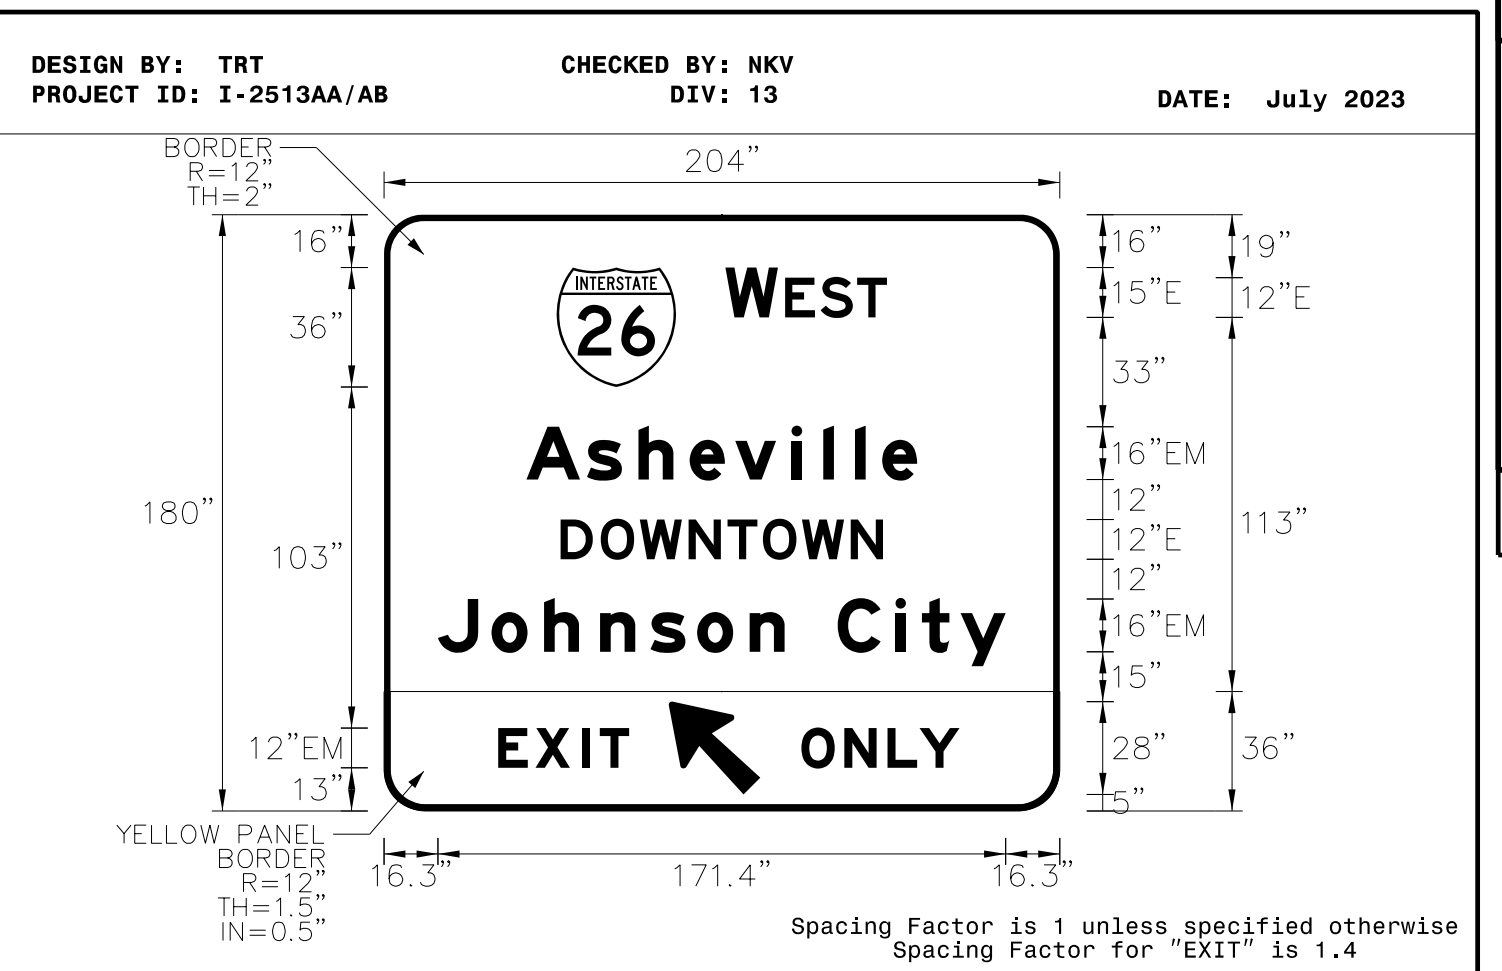 DESIGN BY: TRT CHECKED BY: NKV
PROJECT ID: I-2513AA/AB DIV: 13 DATE: July 2023
BORDER
R=12”
TH=2”
204”
16”
36”
180”
103”
12”EM
13”
INTERSTATE
26
WEST
Asheville
DOWNTOWN
Johnson City
EXIT ONLY
16”
15”E
33”
16”EM
12”
12”E
12”
16”EM
15”
28”
5”
19”
12”E
113”
36”
YELLOW PANEL
BORDER
R=12”
TH=1.5”
IN=0.5”
16.3” 171.4” 16.3”
Spacing Factor is 1 unless specified otherwise
Spacing Factor for "EXIT" is 1.4